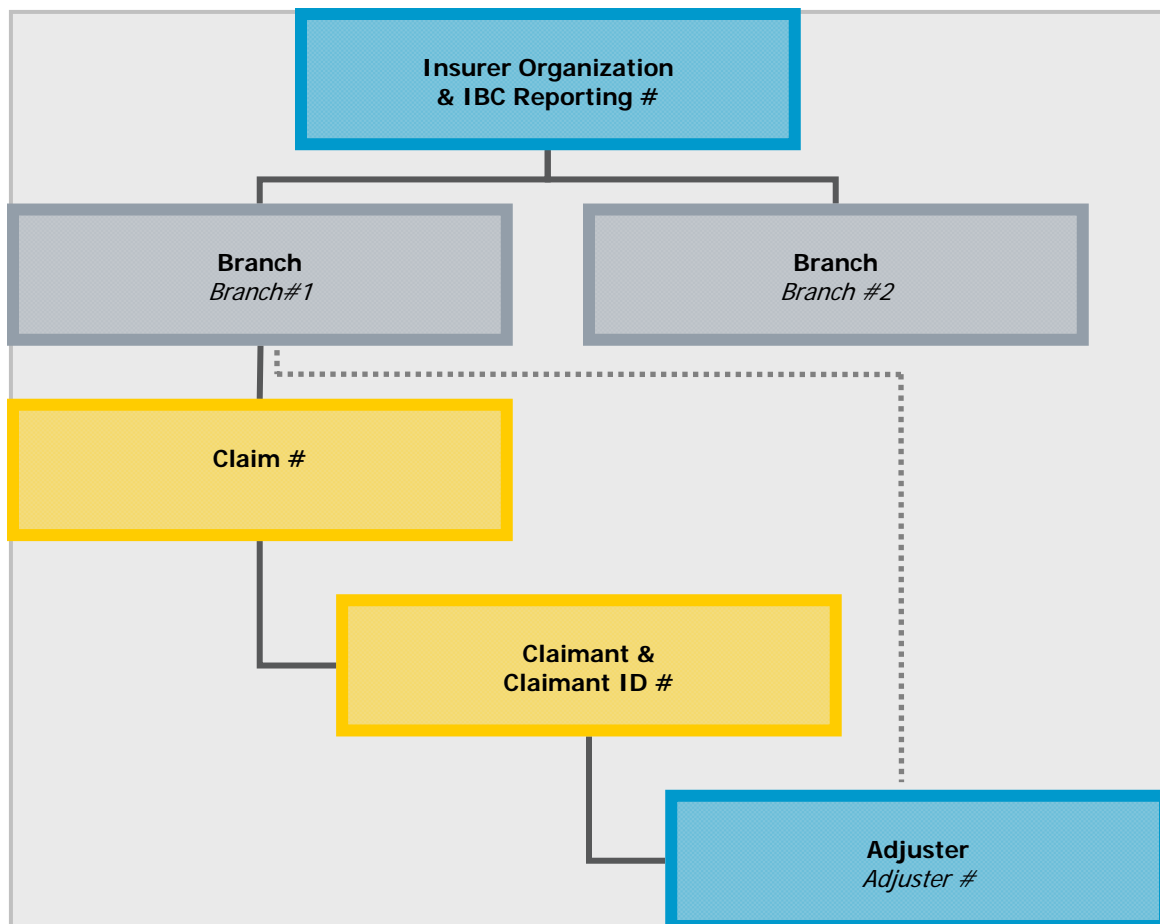 Insurer Organization
& IBC Reporting #
Branch
Branch#1
Branch
Branch #2
Claim #
Claimant &
Claimant ID #
Adjuster
Adjuster #